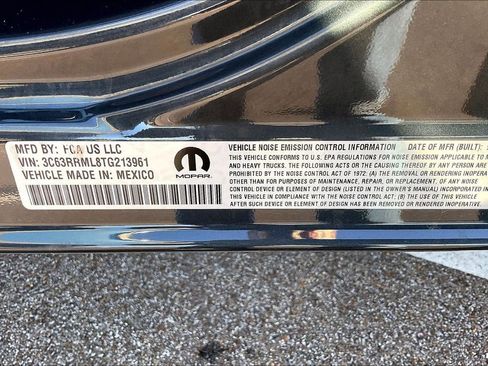 MFD BY: FCA US LLC
VIN: 3C63RRML8TG213961
VEHICLE MADE IN: MEXICO
MOPAR.
VEHICLE NOISE EMISSION CONTROL INFORMATION DATE OF MFR (BUILT):
THIS VEHICLE CONFORMS TO U.S. EPA REGULATIONS FOR NOISE EMISSION
AND HEAVY TRUCKS. THE FOLLOWING ACTS OR CAUSING THEREOF BY ANY PERSON ARE
PROHIBITED BY THE NOISE CONTROL ACT OF 1972: (A) THE REMOVAL OR RENDERING
OTHER THAN FOR PURPOSES OF MAINTENANCE, REPAIR, OR REPLACEMENT, OF ANY NOISE
CONTROL DEVICE OR ELEMENT OF DESIGN (LISTED IN THE OWNER'S MANUAL) INCORPORATED IN
THIS VEHICLE IN COMPLIANCE WITH THE NOISE CONTROL ACT; (B) THE USE OF THIS VEHICLE AFTER
SUCH DEVICE OR ELEMENT OF DESIGN HAS BEEN REMOVED OR RENDERED INOPERATIVE.